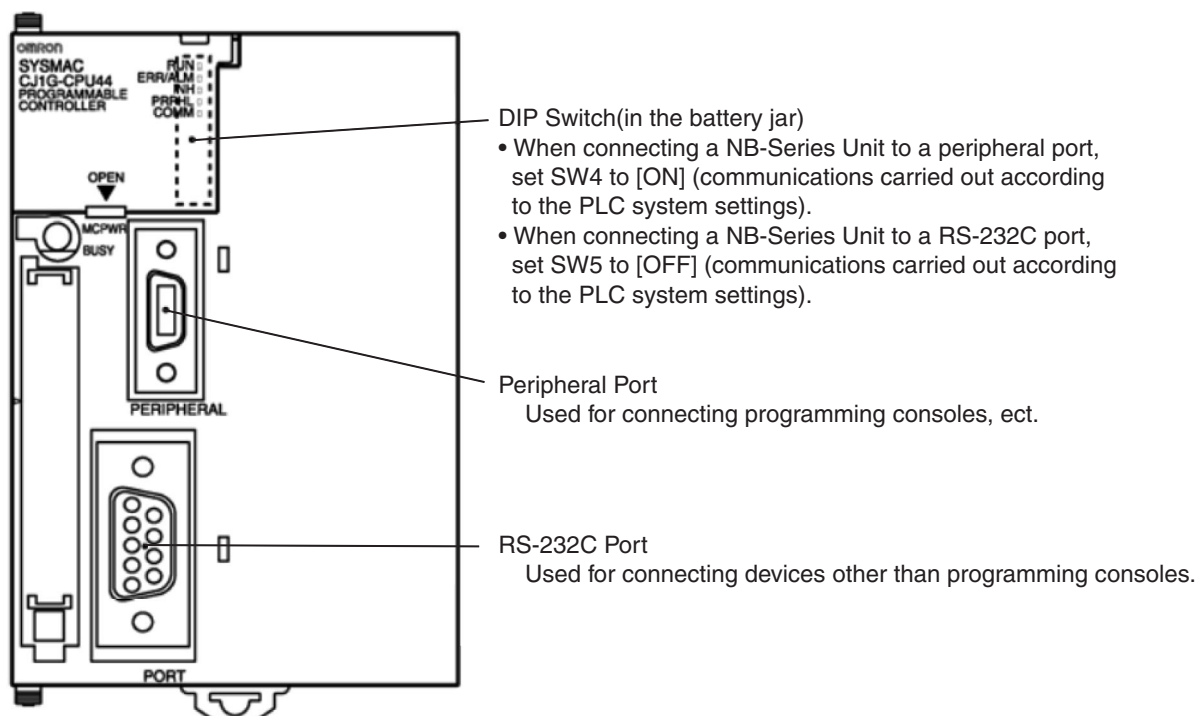 OMRON
SYSMAC
CJ1G-CPU44
PROGRAMMABLE
CONTROLLER
RUN
ERR/ALM
INH
PRPHL
COMM
OPEN
MCPWR
BUSY
PERIPHERAL
PORT
DIP Switch(in the battery jar)
• When connecting a NB-Series Unit to a peripheral port,
set SW4 to [ON] (communications carried out according
to the PLC system settings).
• When connecting a NB-Series Unit to a RS-232C port,
set SW5 to [OFF] (communications carried out according
to the PLC system settings).
Peripheral Port
Used for connecting programming consoles, ect.
RS-232C Port
Used for connecting devices other than programming consoles.